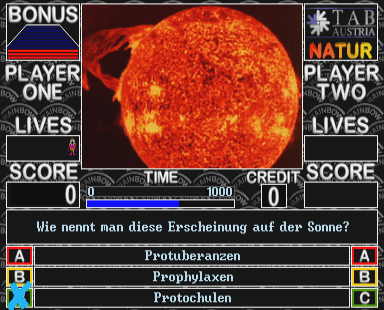 BONUS
TAB
AUSTRIA
NATUR
PLAYER
ONE
PLAYER
TWO
LIVES
LIVES
SCORE
0
TIME
0
1000
CREDIT
0
SCORE
Wie nennt man diese Erscheinung auf der Sonne?
A
Protuberanzen
A
B
Prophylaxen
B
Protochulen
C